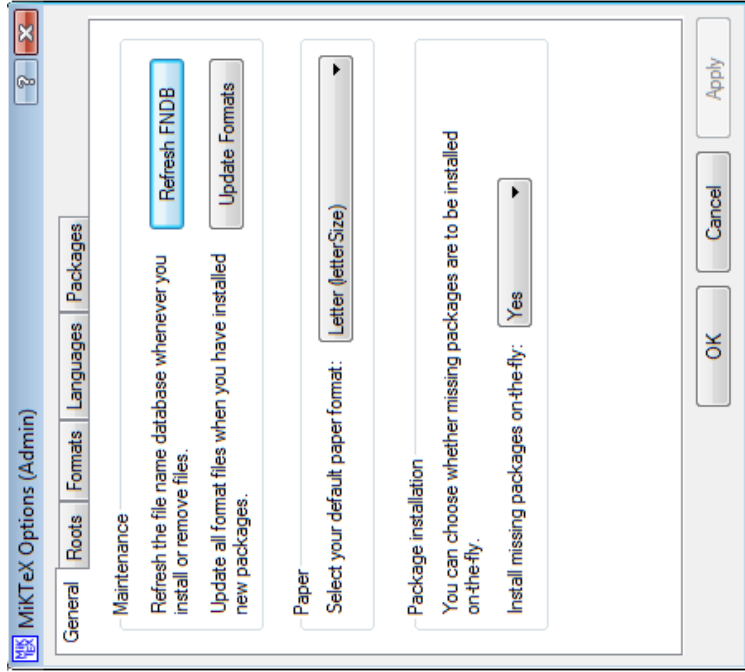 MiKTeX Options (Admin)
General Roots Formats Languages Packages
Maintenance
Refresh the file name database whenever you
install or remove files.
Refresh FNDB
Update all format files when you have installed
new packages.
Update Formats
Paper
Select your default paper format:
Letter (letterSize)
Package installation
You can choose whether missing packages are to be installed
on-the-fly.
Install missing packages on-the-fly:
Yes
OK Cancel Apply